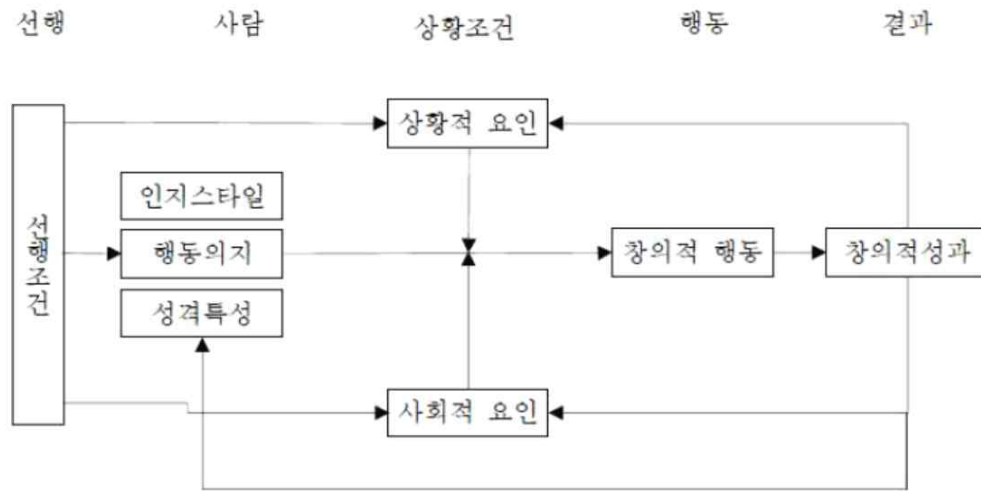 선행 사람 상황조건 행동 결과
상황적 요인
인지스타일
선행조건
행동의지
창의적 행동
창의적성과
성격특성
사회적 요인